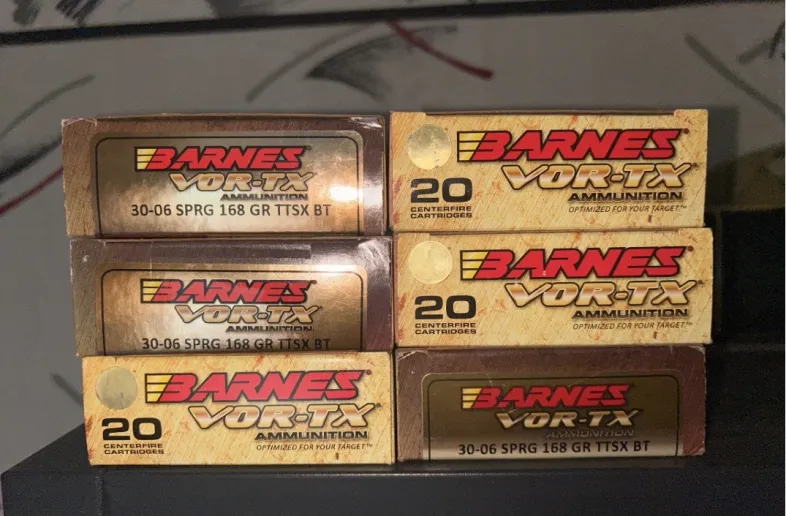 BARNES
VOR-TX
AMMUNITION
30-06 SPRG 168 GR TTSX BT
BARNES
VOR-TX
AMMUNITION
20
CENTERFIRE
CARTRIDGES
OPTIMIZED FOR YOUR TARGET.™
BARNES
VOR-TX
AMMUNITION
30-06 SPRG 168 GR TTSX BT
BARNES
VOR-TX
AMMUNITION
20
CENTERFIRE
CARTRIDGES
OPTIMIZED FOR YOUR TARGET.™
BARNES
VOR-TX
AMMUNITION
20
CENTERFIRE
CARTRIDGES
OPTIMIZED FOR YOUR TARGET.™
BARNES
VOR-TX
AMMUNITION
30-06 SPRG 168 GR TTSX BT